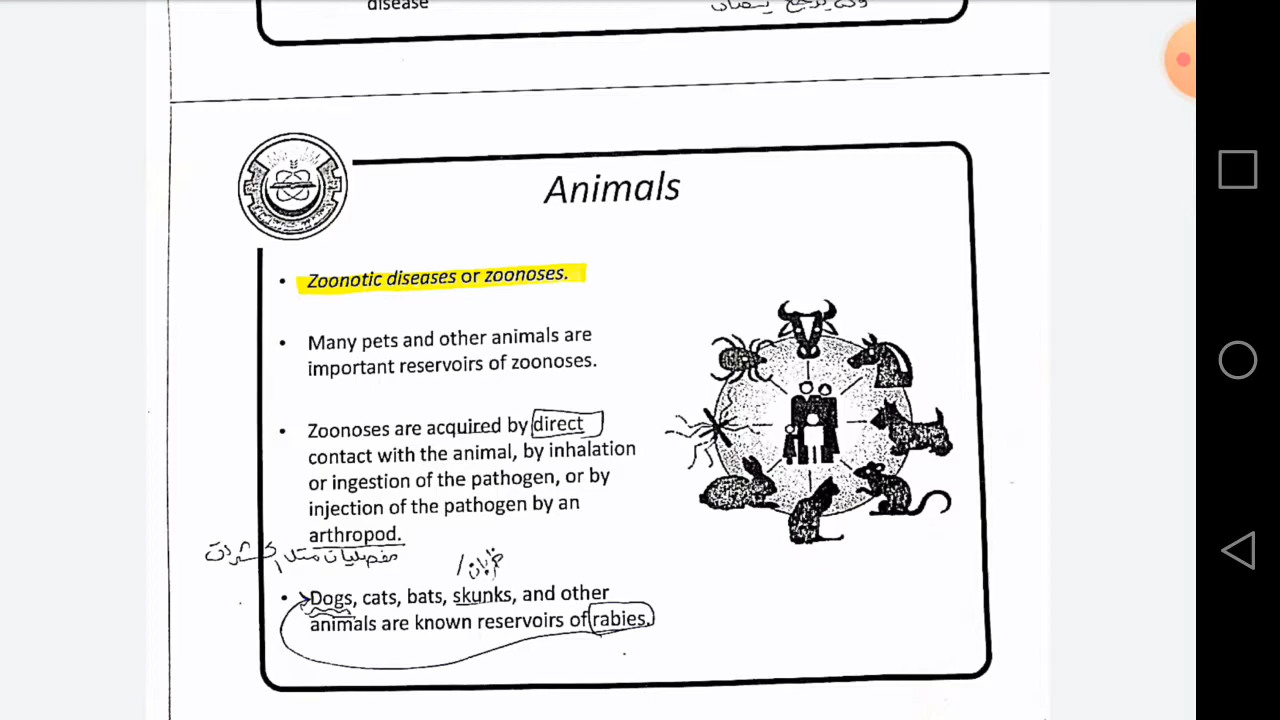 disease
Animals
• Zoonotic diseases or zoonoses.
• Many pets and other animals are
important reservoirs of zoonoses.
• Zoonoses are acquired by direct
contact with the animal, by inhalation
or ingestion of the pathogen, or by
injection of the pathogen by an
arthropod.
مفصليات مثل الحشرات
• Dogs, cats, bats, skunks, and other
animals are known reservoirs of rabies.